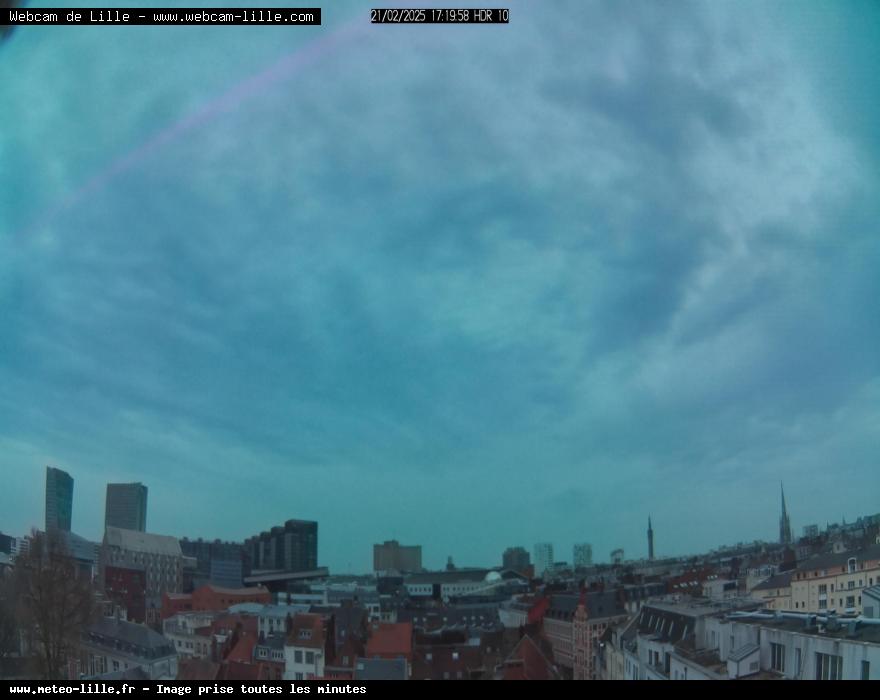 Webcam de Lille - www.webcam-lille.com
21/02/2025 17:19:58 HDR 10
www.meteo-lille.fr - Image prise toutes les minutes